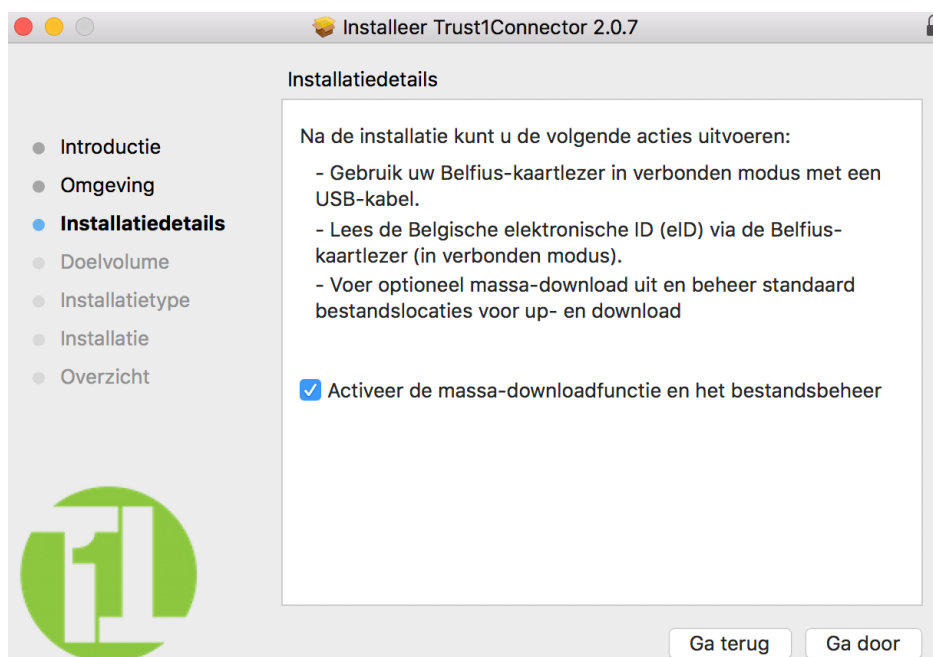 Installeer Trust1Connector 2.0.7
Installatiedetails
Introductie
Omgeving
Installatiedetails
Doelvolume
Installatietype
Installatie
Overzicht
Na de installatie kunt u de volgende acties uitvoeren:
- Gebruik uw Belfius-kaartlezer in verbonden modus met een
USB-kabel.
- Lees de Belgische elektronische ID (eID) via de Belfius-
kaartlezer (in verbonden modus).
- Voer optioneel massa-download uit en beheer standaard
bestandslocaties voor up- en download
Activeer de massa-downloadfunctie en het bestandsbeheer
Ga terug
Ga door